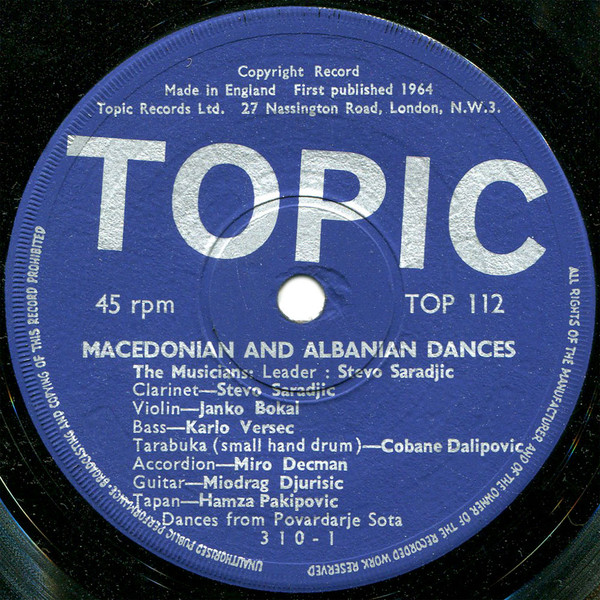 Copyright Record
Made in England First published 1964
Topic Records Ltd. 27 Nassington Road, London, N.W.3.
TOPIC
45 rpm TOP 112
MACEDONIAN AND ALBANIAN DANCES
The Musicians: Leader : Stevo Saradjic
Clarinet—Stevo Saradjic
Violin—Janko Bokal
Bass—Karlo Versec
Tarabuka (small hand drum)—Cobane Dalipovic
Accordion—Miro Decman
Guitar—Miodrag Djurisic
Tapan—Hamza Pakipovic
Dances from Povardarje Sota
310-1
ALL RIGHTS OF THE MANUFACTURER AND OF THE OWNER OF THE RECORDED WORK RESERVED
UNAUTHORISED PUBLIC PERFORMANCE BROADCASTING AND COPYING OF THIS RECORD PROHIBITED